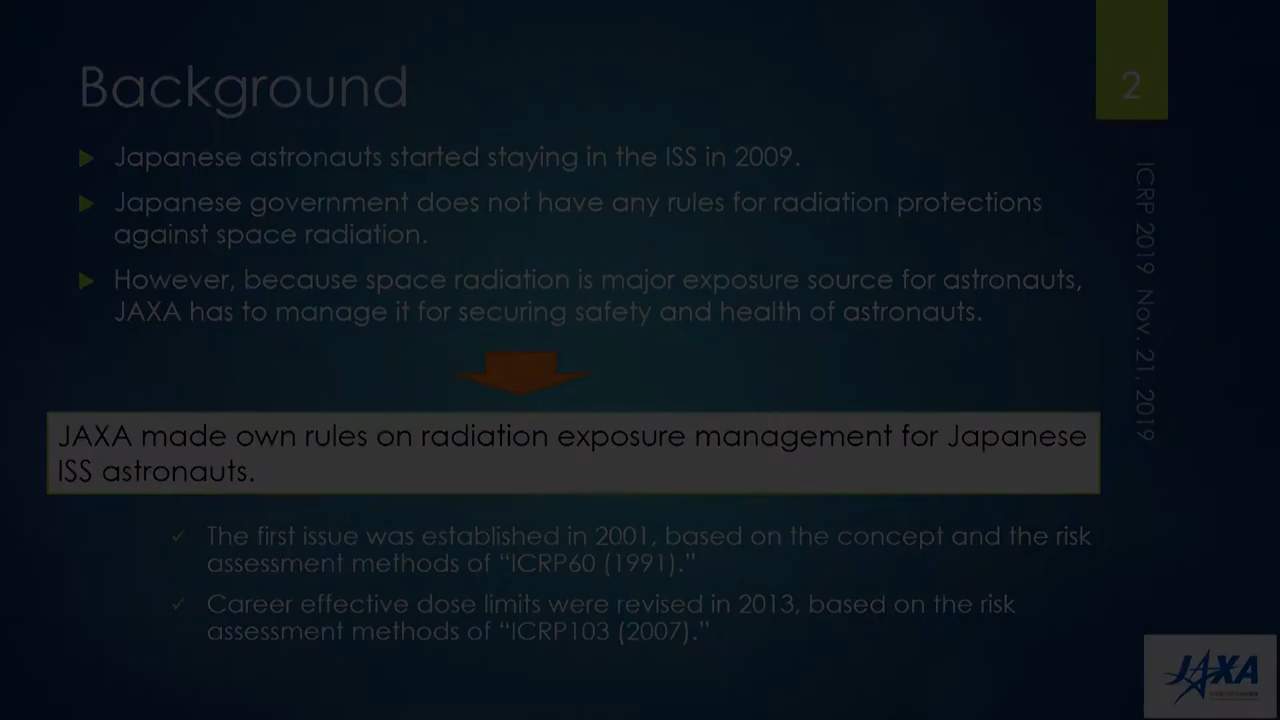 Background
2
Japanese astronauts started staying in the ISS in 2009.
Japanese government does not have any rules for radiation protections
against space radiation.
However, because space radiation is major exposure source for astronauts,
JAXA has to manage it for securing safety and health of astronauts.
JAXA made own rules on radiation exposure management for Japanese
ISS astronauts.
The first issue was established in 2001, based on the concept and the risk
assessment methods of “ICRP60 (1991).”
Career effective dose limits were revised in 2013, based on the risk
assessment methods of “ICRP103 (2007).”
ICRP 2019 Nov. 21, 2019
JAXA